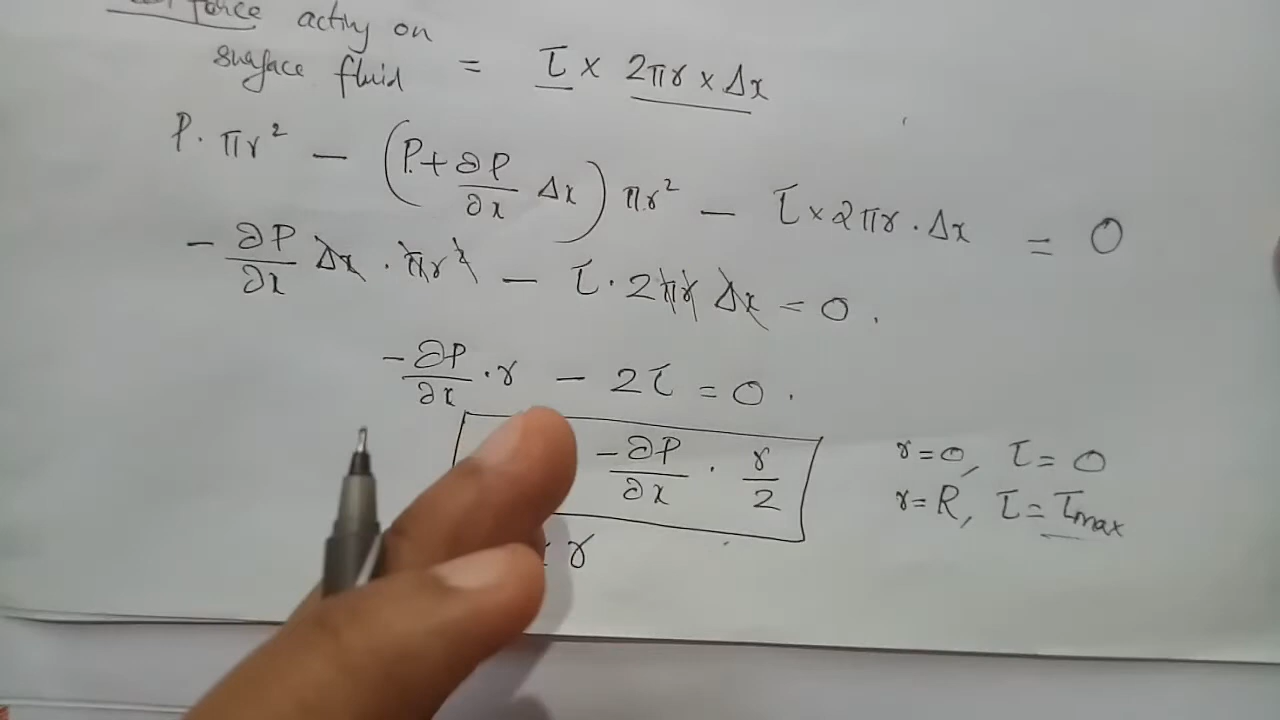 force acting on
surface fluid = τ × 2πr × Δx
P. πr² − (P + ∂P/∂x Δx) πr² − τ × 2πr . Δx = 0
− ∂P/∂x Δx . πr² − τ . 2πr Δx = 0 .
− ∂P/∂x . r − 2τ = 0 .
− ∂P/∂x . r/2
r = 0, τ = 0
r = R, τ = τmax
r